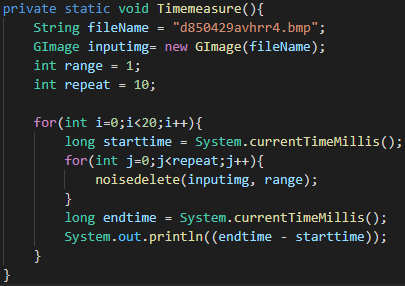 private static void Timemeasure(){
    String fileName = "d850429avhrr4.bmp";
    GImage inputimg= new GImage(fileName);
    int range = 1;
    int repeat = 10;

    for(int i=0;i<20;i++){
        long starttime = System.currentTimeMillis();
        for(int j=0;j<repeat;j++){
            noisedelete(inputimg, range);
        }
        long endtime = System.currentTimeMillis();
        System.out.println((endtime - starttime));
    }
}